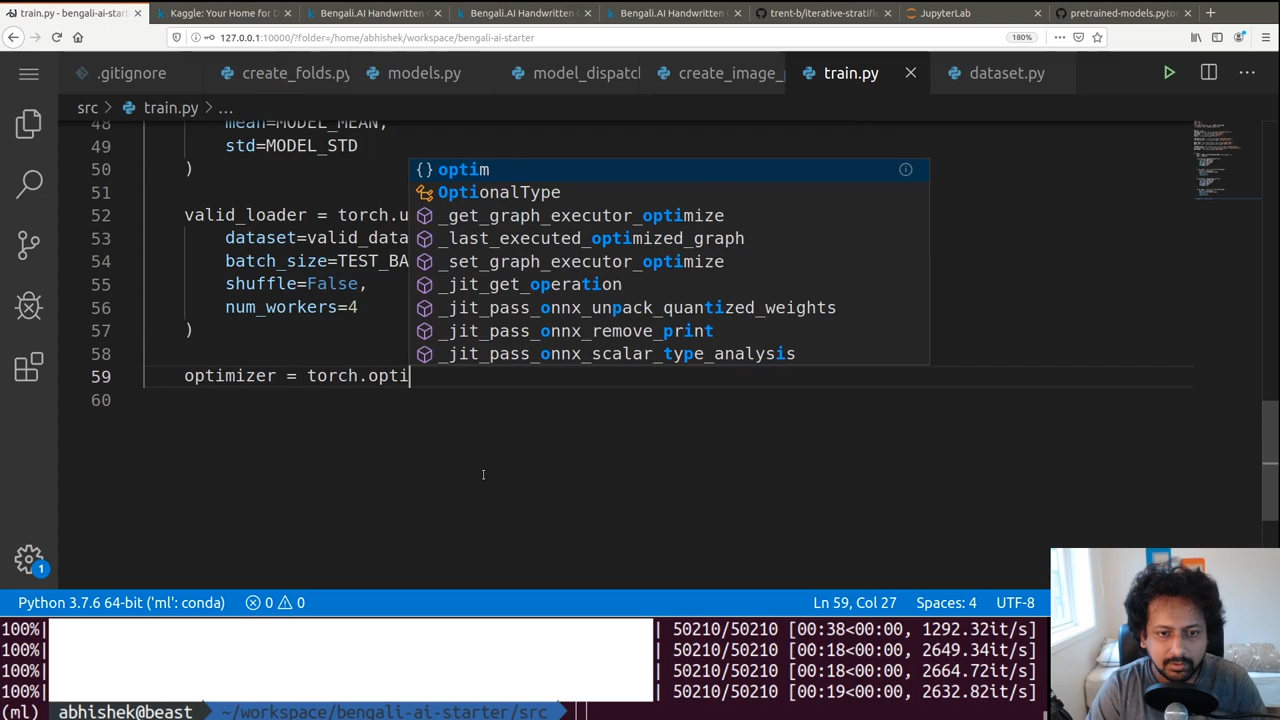 train.py - bengali-ai-star
Kaggle: Your Home for D
Bengali.AI Handwritten G
Bengali.AI Handwritten G
Bengali.AI Handwritten G
trent-b/iterative-stratifi
JupyterLab
pretrained-models.pytor
127.0.0.1:10000/?folder=/home/abhishek/workspace/bengali-ai-starter
180%
.gitignore
create_folds.py
models.py
model_dispatc
create_image_
train.py
dataset.py
src > train.py > ...
48 mean=MODEL_MEAN,
49 std=MODEL_STD
50 )
51
52 valid_loader = torch.u
53 dataset=valid_data
54 batch_size=TEST_BA
55 shuffle=False,
56 num_workers=4
57 )
58
59 optimizer = torch.opti
60
optim
OptionalType
_get_graph_executor_optimize
_last_executed_optimized_graph
_set_graph_executor_optimize
_jit_get_operation
_jit_pass_onnx_unpack_quantized_weights
_jit_pass_onnx_remove_print
_jit_pass_onnx_scalar_type_analysis
1
Python 3.7.6 64-bit ('ml': conda) 0 0 Ln 59, Col 27 Spaces: 4 UTF-8
100%| | 50210/50210 [00:38<00:00, 1292.32it/s]
100%| | 50210/50210 [00:18<00:00, 2649.34it/s]
100%| | 50210/50210 [00:18<00:00, 2664.72it/s]
100%| | 50210/50210 [00:19<00:00, 2632.82it/s]
(ml) abhishek@beast ~/workspace/bengali-ai-starter/src